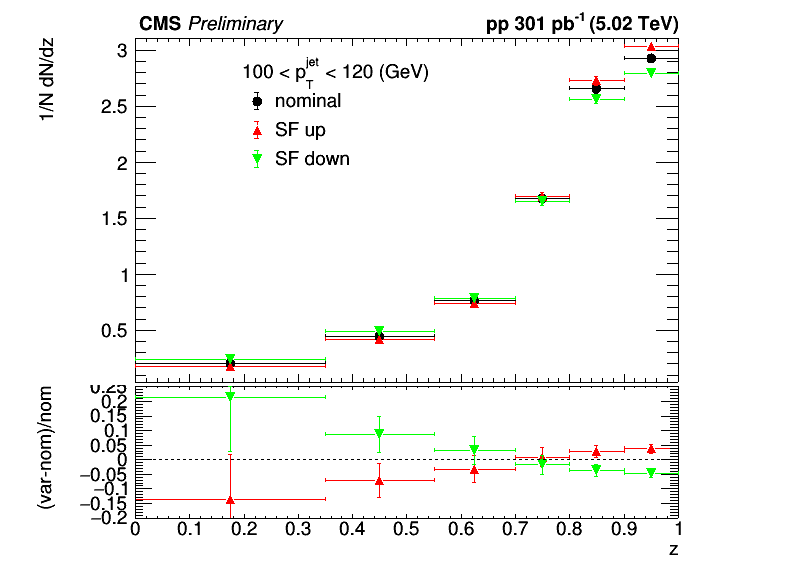 CMS Preliminary pp 301 pb⁻¹ (5.02 TeV)
1/N dN/dz
100 < p_T^jet < 120 (GeV)
nominal
SF up
SF down
3
2.5
2
1.5
1
0.5
(var-nom)/nom
0.25
0.2
0.15
0.1
0.05
0
−0.05
−0.1
−0.15
−0.2
0 0.1 0.2 0.3 0.4 0.5 0.6 0.7 0.8 0.9 1
z